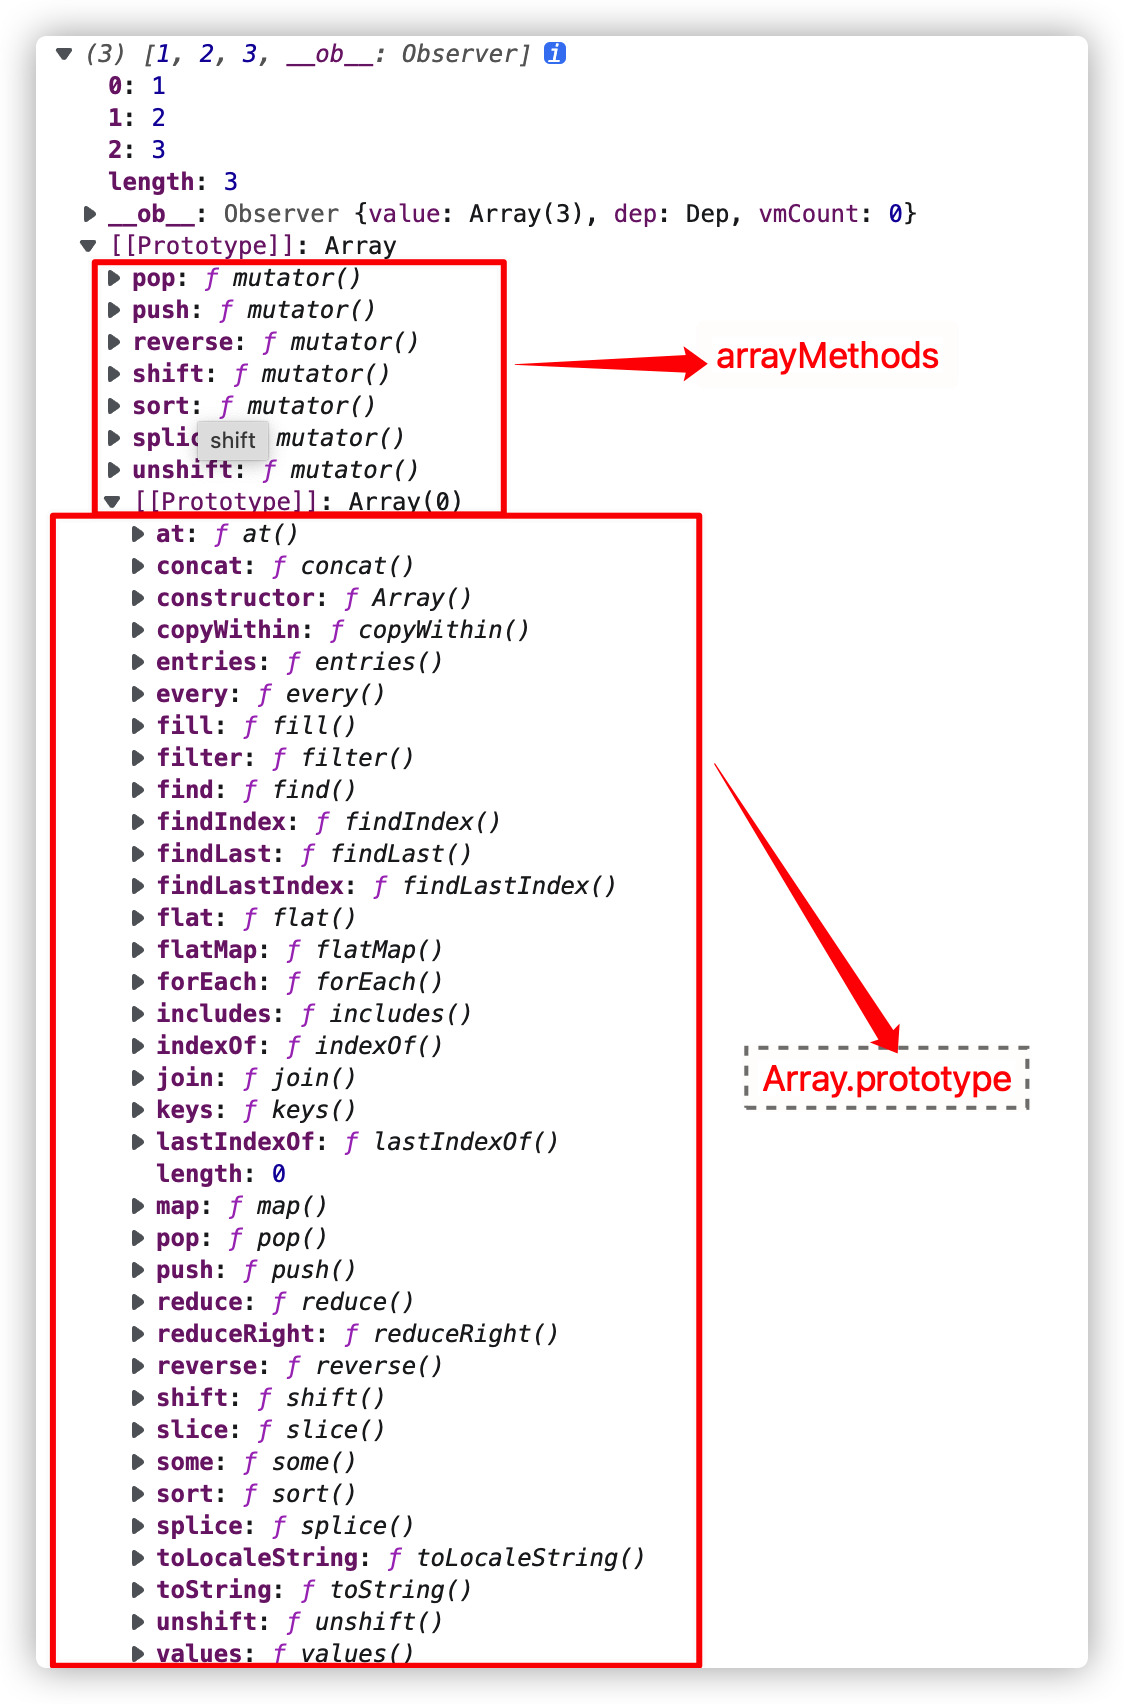 (3) [1, 2, 3, __ob__: Observer] i
0: 1
1: 2
2: 3
length: 3
__ob__: Observer {value: Array(3), dep: Dep, vmCount: 0}
[[Prototype]]: Array
pop: ƒ mutator()
push: ƒ mutator()
reverse: ƒ mutator()
arrayMethods
shift: ƒ mutator()
sort: ƒ mutator()
splic mutator()
shift
unshift: ƒ mutator()
[[Prototype]]: Array(0)
at: ƒ at()
concat: ƒ concat()
constructor: ƒ Array()
copyWithin: ƒ copyWithin()
entries: ƒ entries()
every: ƒ every()
fill: ƒ fill()
filter: ƒ filter()
find: ƒ find()
findIndex: ƒ findIndex()
findLast: ƒ findLast()
findLastIndex: ƒ findLastIndex()
flat: ƒ flat()
flatMap: ƒ flatMap()
forEach: ƒ forEach()
includes: ƒ includes()
indexOf: ƒ indexOf()
join: ƒ join()
Array.prototype
keys: ƒ keys()
lastIndexOf: ƒ lastIndexOf()
length: 0
map: ƒ map()
pop: ƒ pop()
push: ƒ push()
reduce: ƒ reduce()
reduceRight: ƒ reduceRight()
reverse: ƒ reverse()
shift: ƒ shift()
slice: ƒ slice()
some: ƒ some()
sort: ƒ sort()
splice: ƒ splice()
toLocaleString: ƒ toLocaleString()
toString: ƒ toString()
unshift: ƒ unshift()
values: ƒ values()